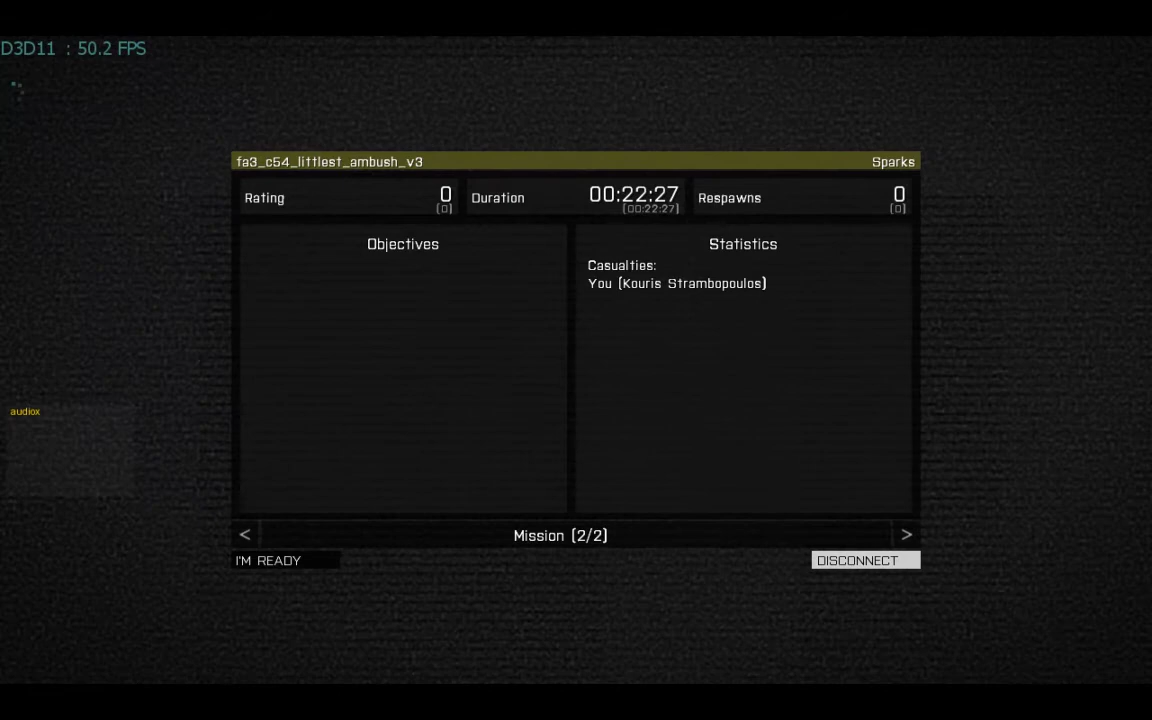 D3D11 : 50.2 FPS
fa3_c54_littlest_ambush_v3 Sparks
Rating 0 Duration 00:22:27 Respawns 0
(0) (00:22:27) (0)
Objectives Statistics
Casualties:
You (Kouris Strambopoulos)
audiox
< Mission (2/2) >
I'M READY DISCONNECT